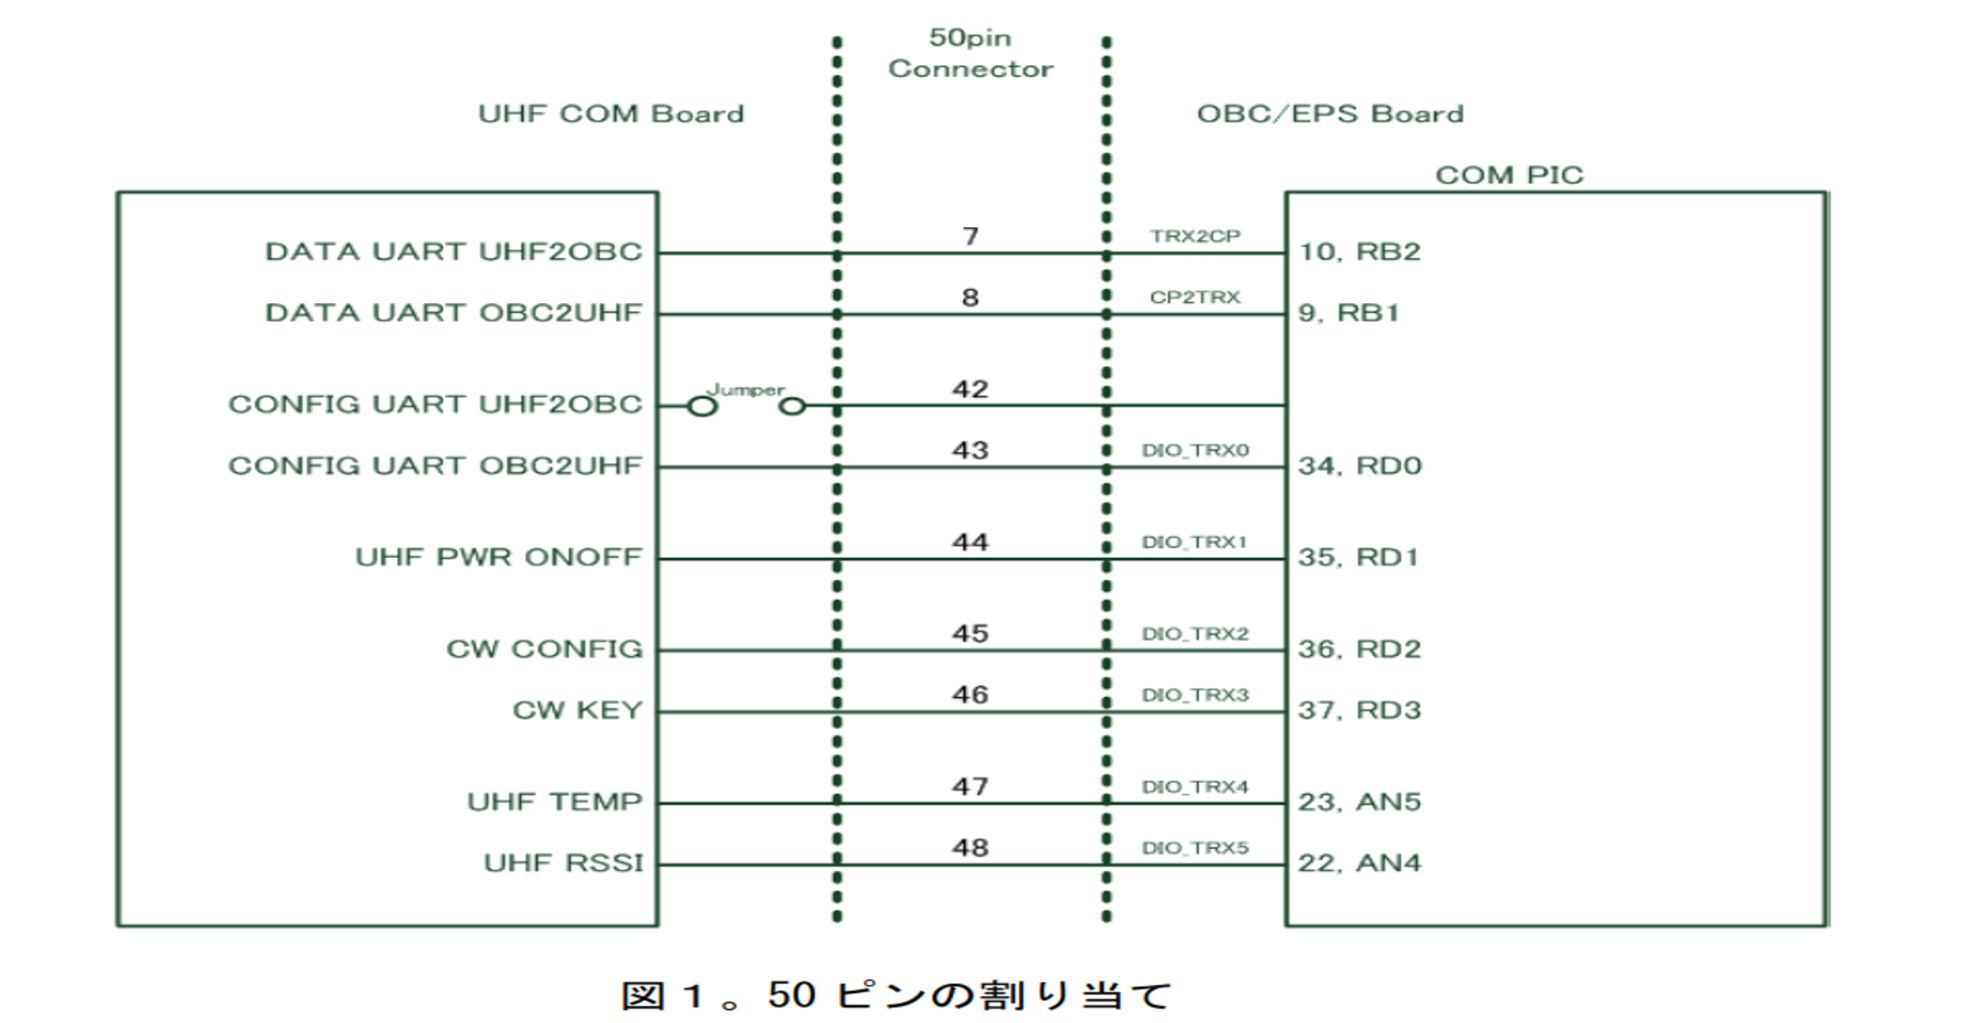 50pin
Connector
UHF COM Board
OBC/EPS Board
COM PIC
DATA UART UHF2OBC 7 TRX2CP 10, RB2
DATA UART OBC2UHF 8 CP2TRX 9, RB1
CONFIG UART UHF2OBC Jumper 42
CONFIG UART OBC2UHF 43 DIO_TRX0 34, RD0
UHF PWR ONOFF 44 DIO_TRX1 35, RD1
CW CONFIG 45 DIO_TRX2 36, RD2
CW KEY 46 DIO_TRX3 37, RD3
UHF TEMP 47 DIO_TRX4 23, AN5
UHF RSSI 48 DIO_TRX5 22, AN4
図１。50 ピンの割り当て